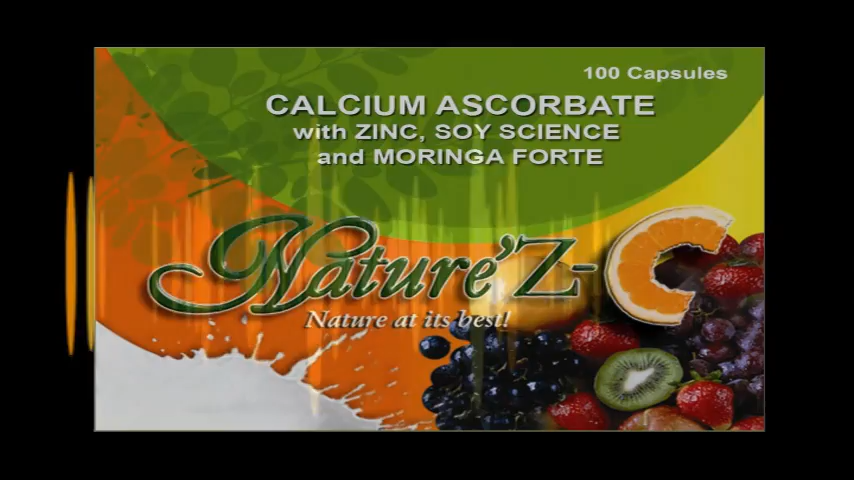 100 Capsules
CALCIUM ASCORBATE
with ZINC, SOY SCIENCE
and MORINGA FORTE
Nature'Z-C
Nature at its best!